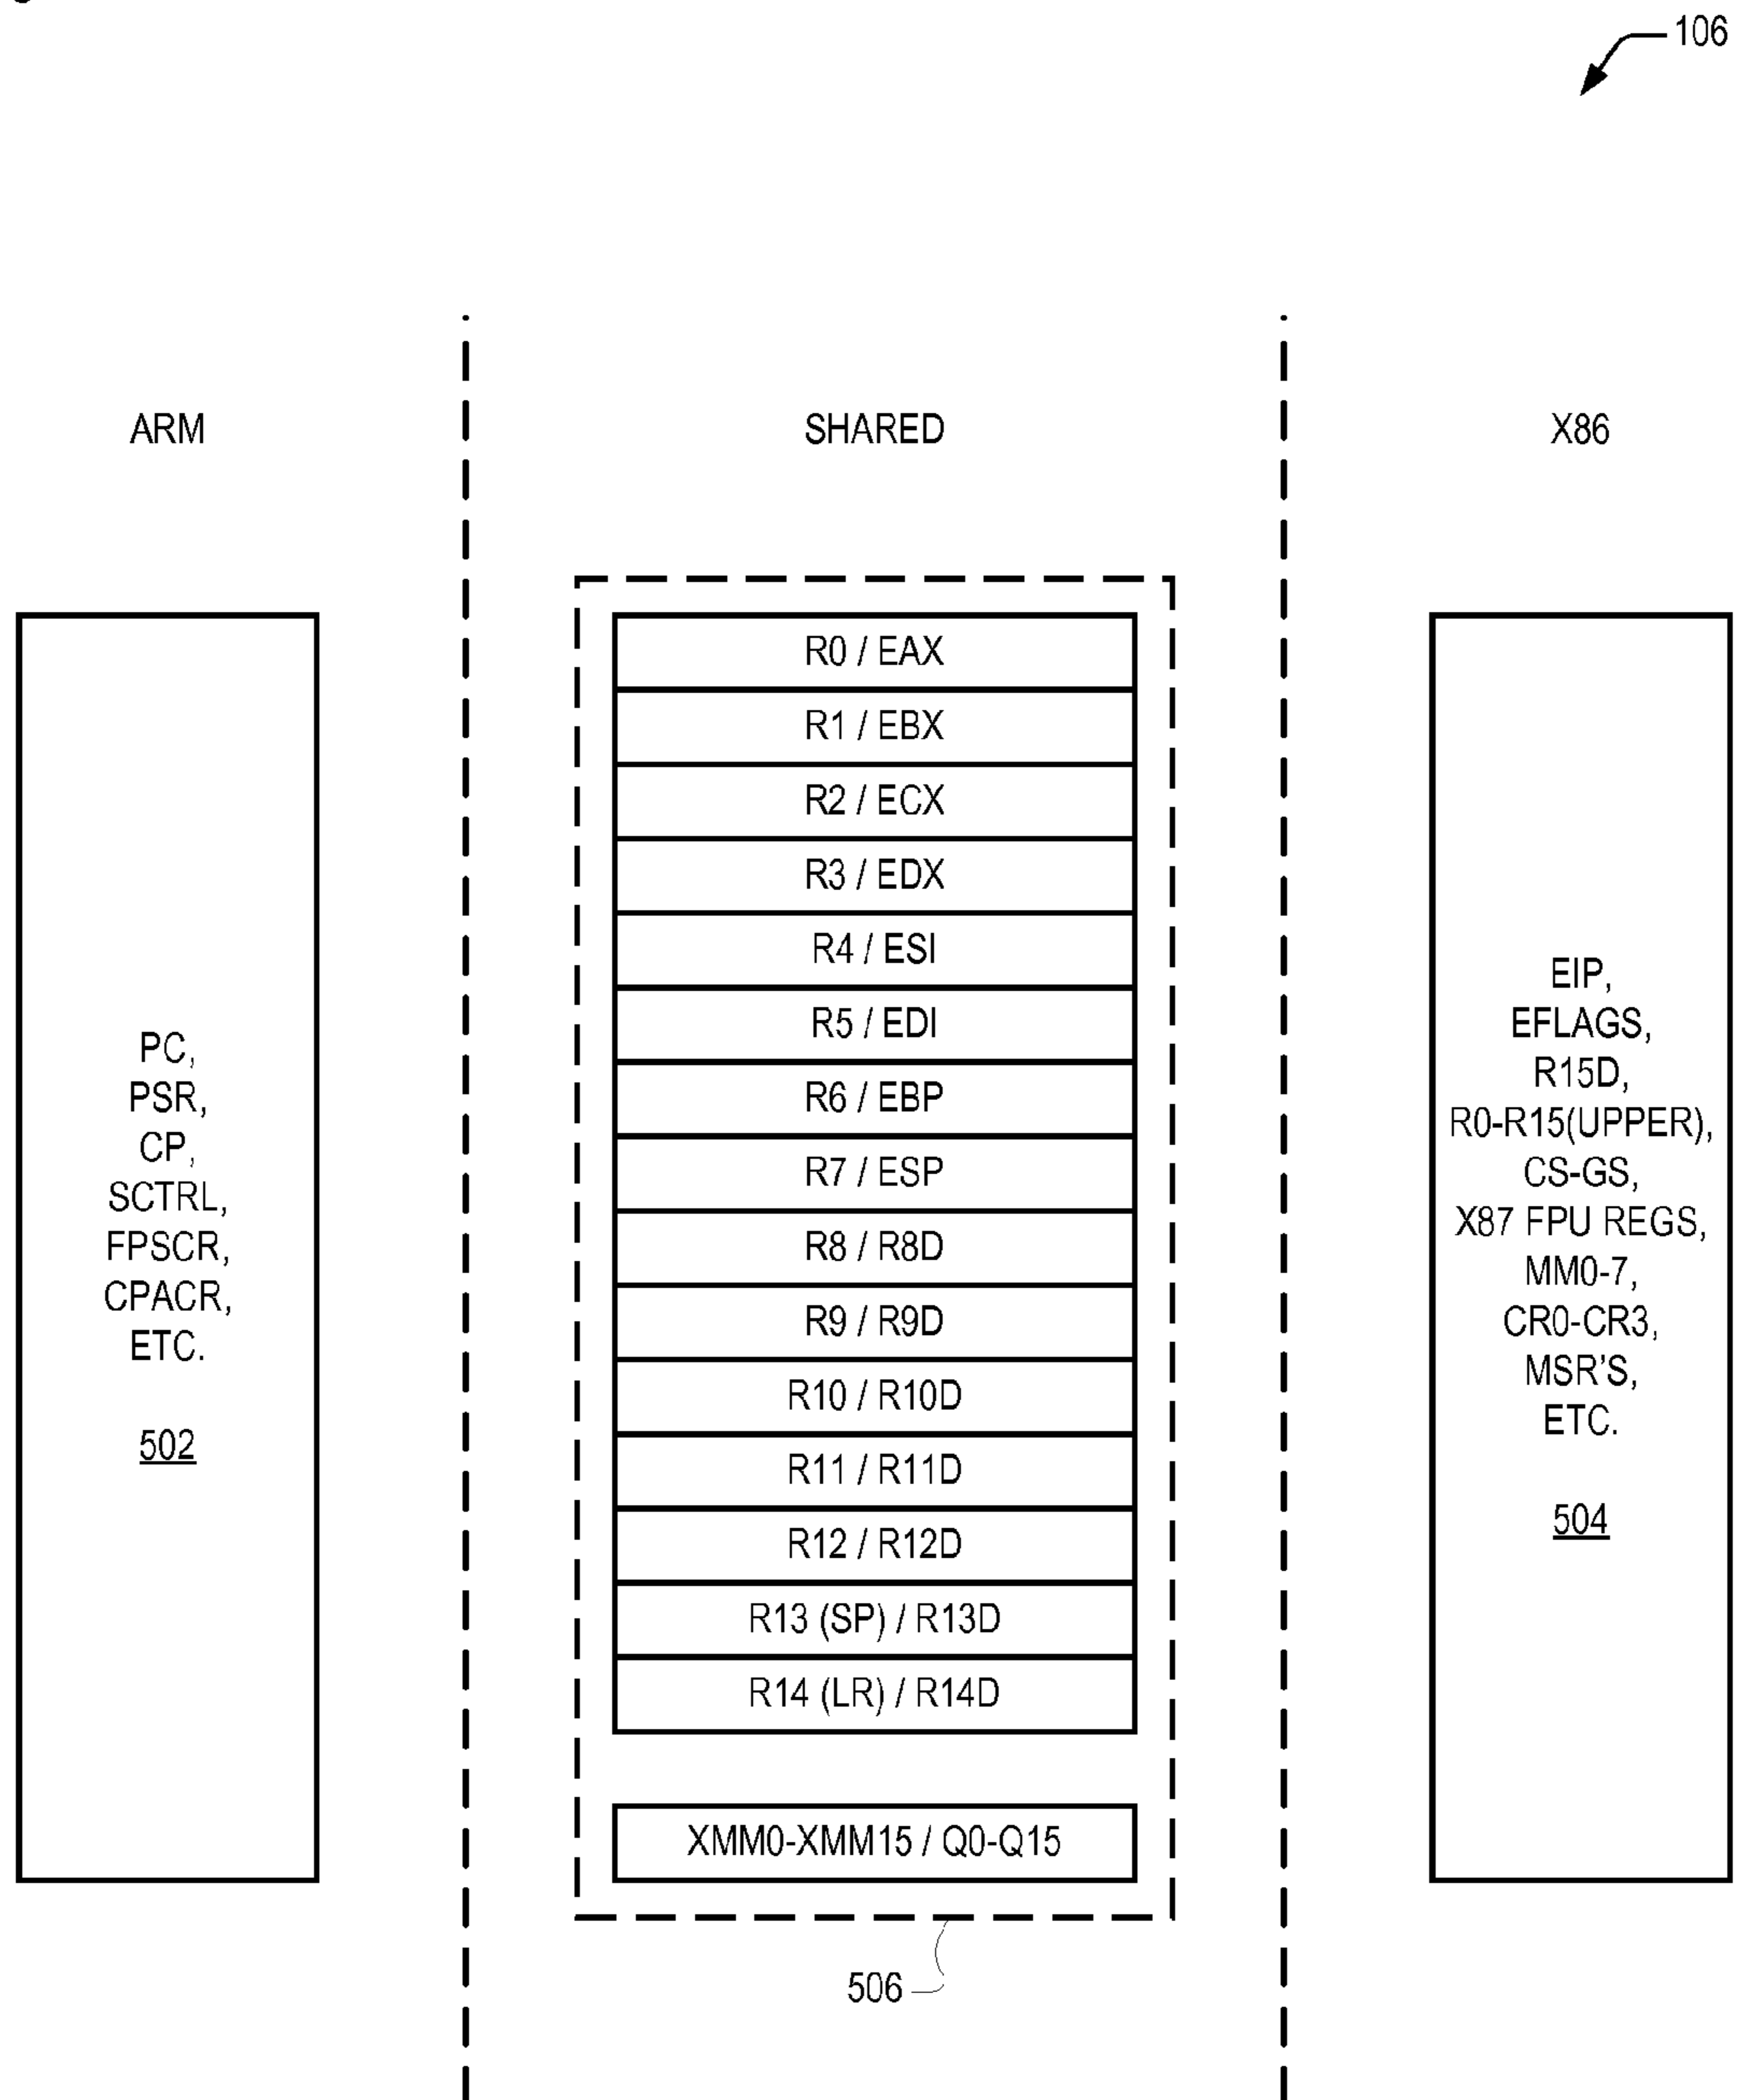 106
ARM
SHARED
X86
PC,
PSR,
CP,
SCTRL,
FPSCR,
CPACR,
ETC.
502
R0 / EAX
R1 / EBX
R2 / ECX
R3 / EDX
R4 / ESI
R5 / EDI
R6 / EBP
R7 / ESP
R8 / R8D
R9 / R9D
R10 / R10D
R11 / R11D
R12 / R12D
R13 (SP) / R13D
R14 (LR) / R14D
XMM0-XMM15 / Q0-Q15
506
EIP,
EFLAGS,
R15D,
R0-R15(UPPER),
CS-GS,
X87 FPU REGS,
MM0-7,
CR0-CR3,
MSR'S,
ETC.
504